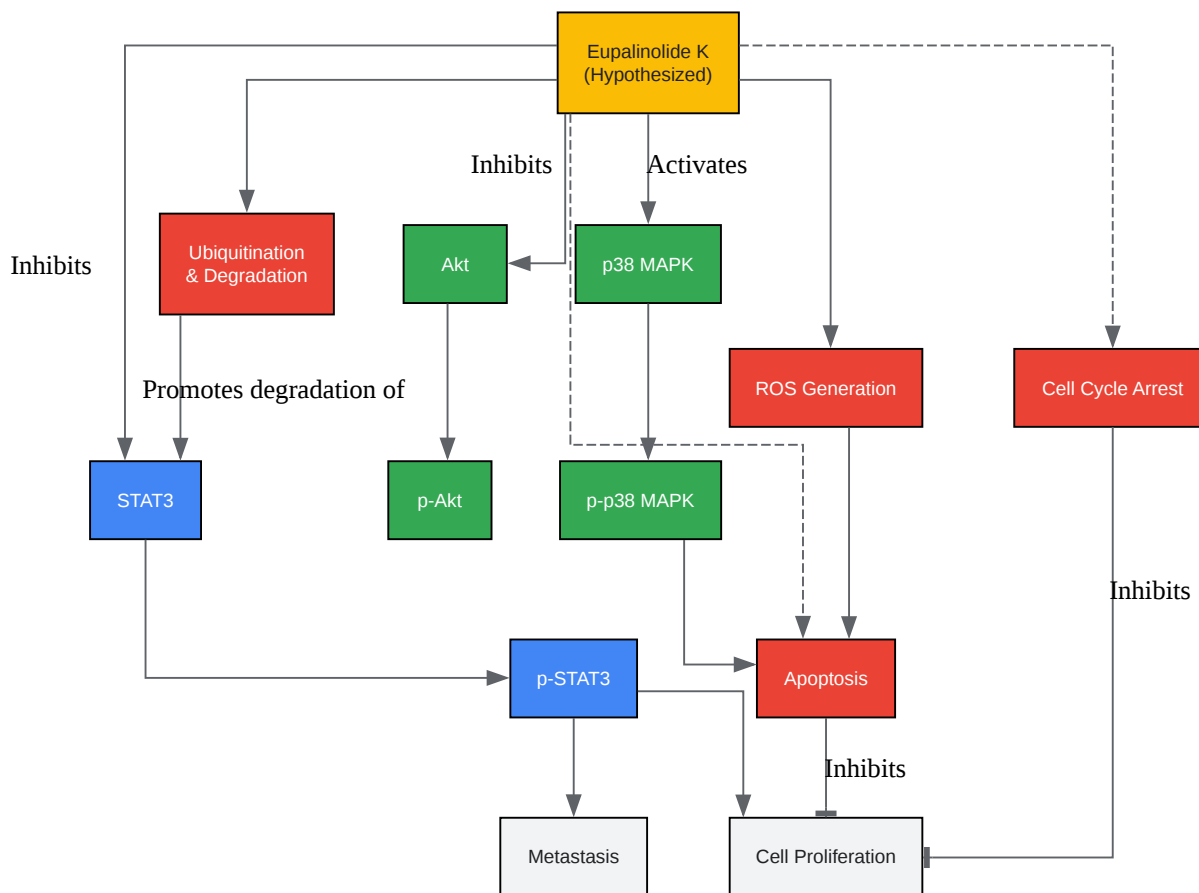 Eupalinolide K
(Hypothesized)
Inhibits
Activates
Ubiquitination
& Degradation
Akt
p38 MAPK
Inhibits
ROS Generation
Cell Cycle Arrest
Promotes degradation of
STAT3
p-Akt
p-p38 MAPK
Inhibits
p-STAT3
Apoptosis
Inhibits
Metastasis
Cell Proliferation